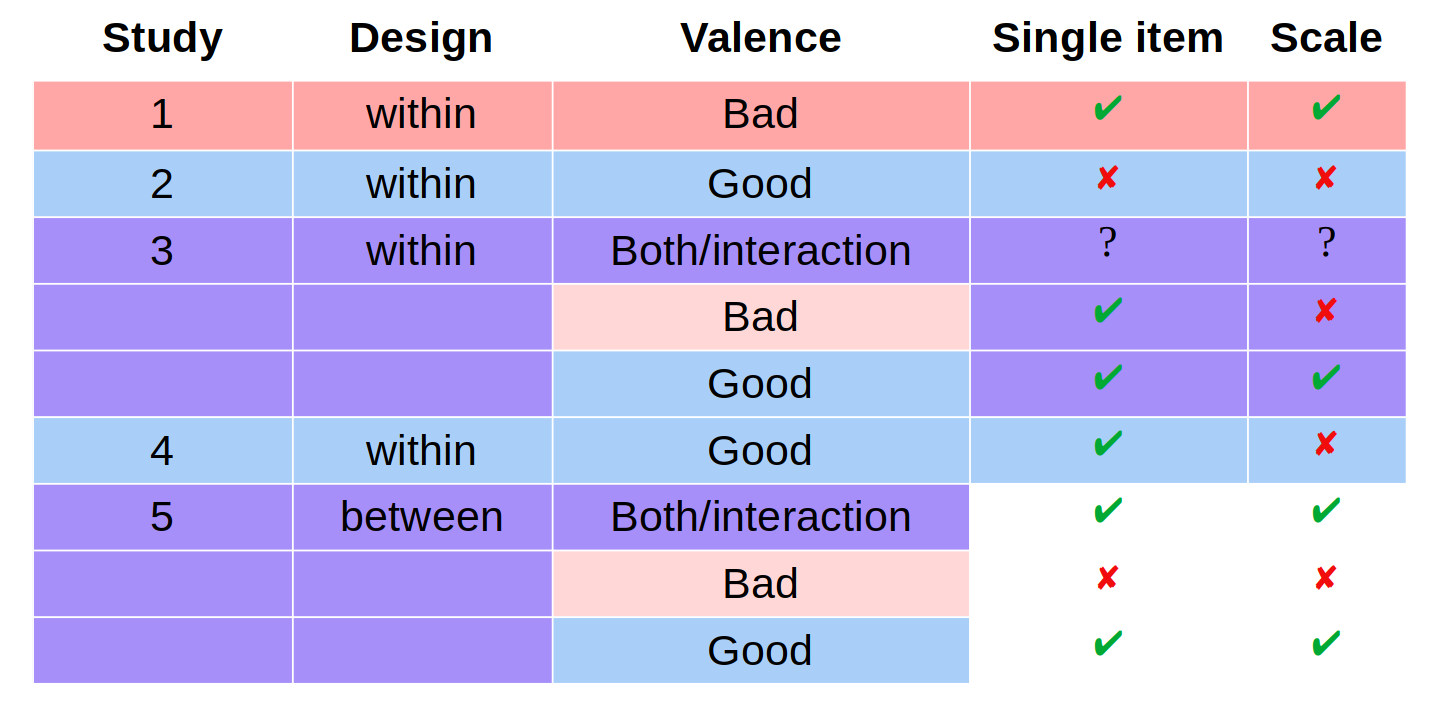 Study Design Valence Single item Scale
1 within Bad ✔ ✔
2 within Good ✘ ✘
3 within Both/interaction ? ?
Bad ✔ ✘
Good ✔ ✔
4 within Good ✔ ✘
5 between Both/interaction ✔ ✔
Bad ✘ ✘
Good ✔ ✔